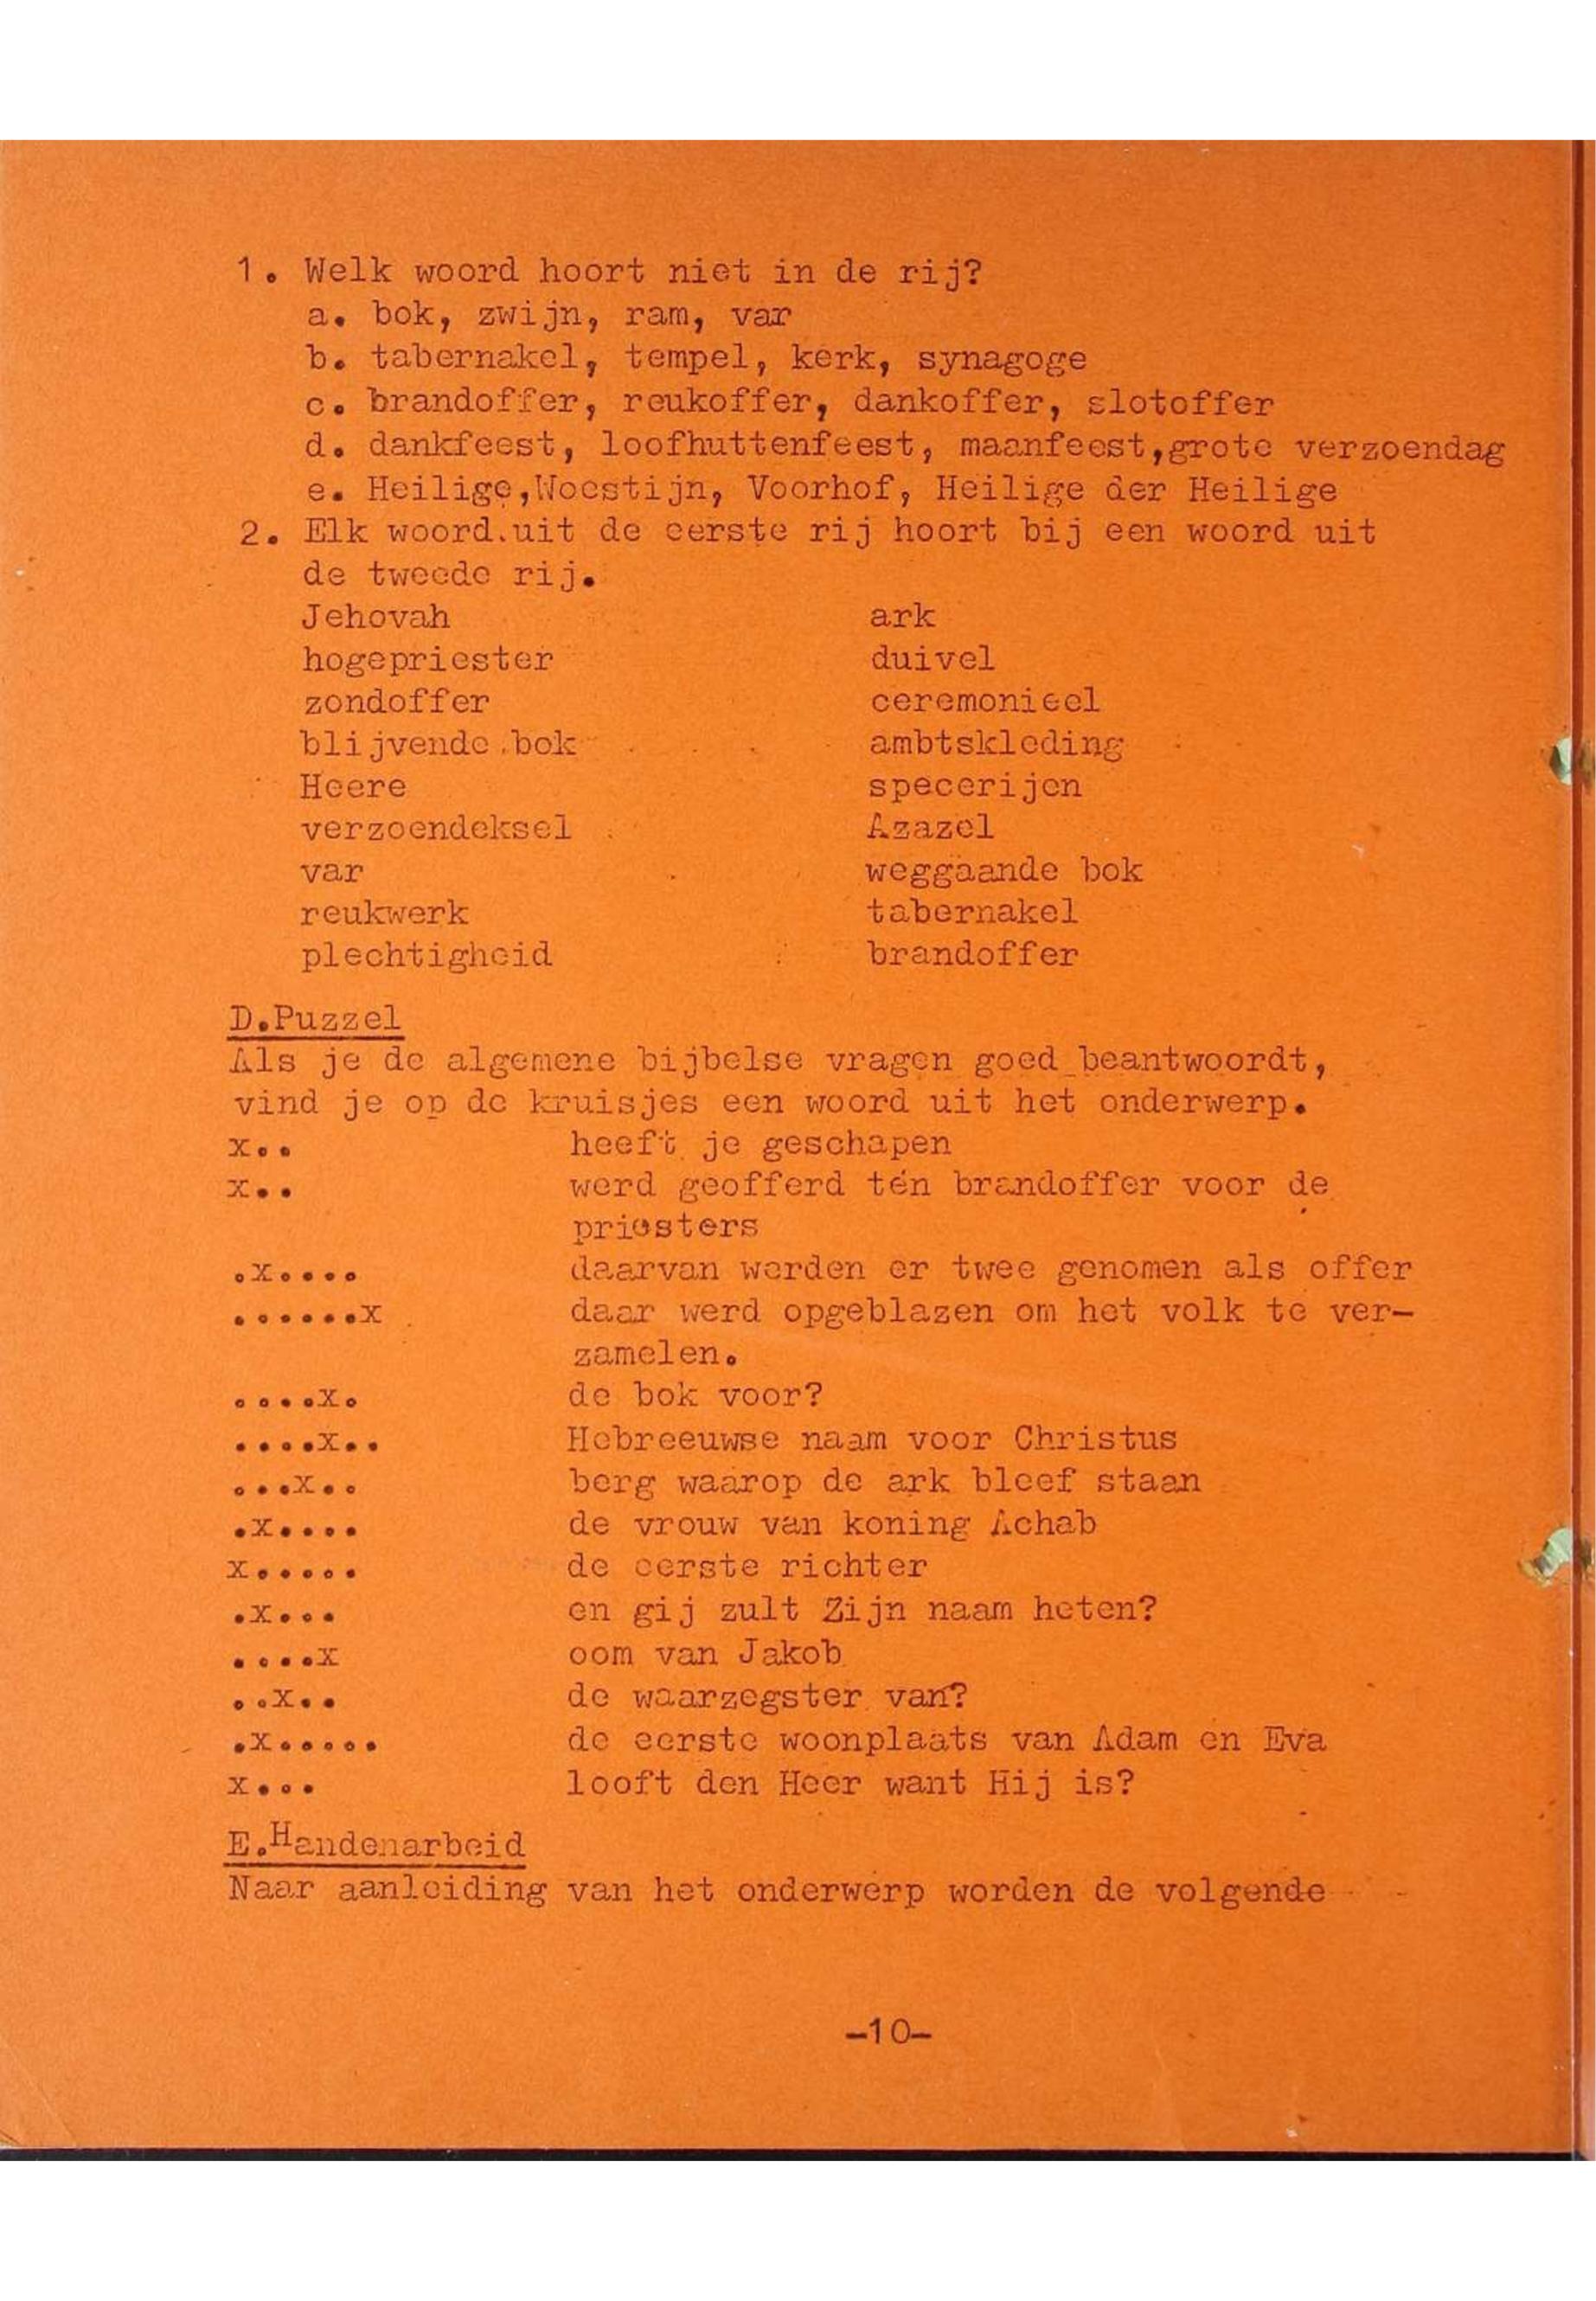 1. Welk woord hoort niet in de rij?
a. bok, zwijn, ram, var
b. tabernakel, tempel, kerk, synagoge
c. brandoffer, reukoffer, dankoffer, slotoffer
d. dankfeest, loofhuttenfeest, maanfeest,grote verzoendag
e. Heilige,Woestijn, Voorhof, Heilige der Heilige
2. Elk woord.uit de eerste rij hoort bij een woord uit
de tweede rij.
Jehovah ark
hogepriester duivel
zondoffer ceremonieel
blijvende bok ambtskleding
Heere specerijen
verzoendeksel Azazel
var weggaande bok
reukwerk tabernakel
plechtigheid brandoffer
D.Puzzel
Als je de algemene bijbelse vragen goed beantwoordt,
vind je op de kruisjes een woord uit het onderwerp.
x.. heeft je geschapen
x.. werd geofferd tén brandoffer voor de
priesters
.x.... daarvan werden er twee genomen als offer
......x daar werd opgeblazen om het volk te ver-
zamelen.
....x. de bok voor?
....x.. Hebreeuwse naam voor Christus
...x.. berg waarop de ark bleef staan
.x.... de vrouw van koning Achab
x..... de eerste richter
.x... en gij zult Zijn naam heten?
....x oom van Jakob
..x.. de waarzegster van?
.x..... de eerste woonplaats van Adam en Eva
x... looft den Heer want Hij is?
E.Handenarbeid
Naar aanleiding van het onderwerp worden de volgende
-10-